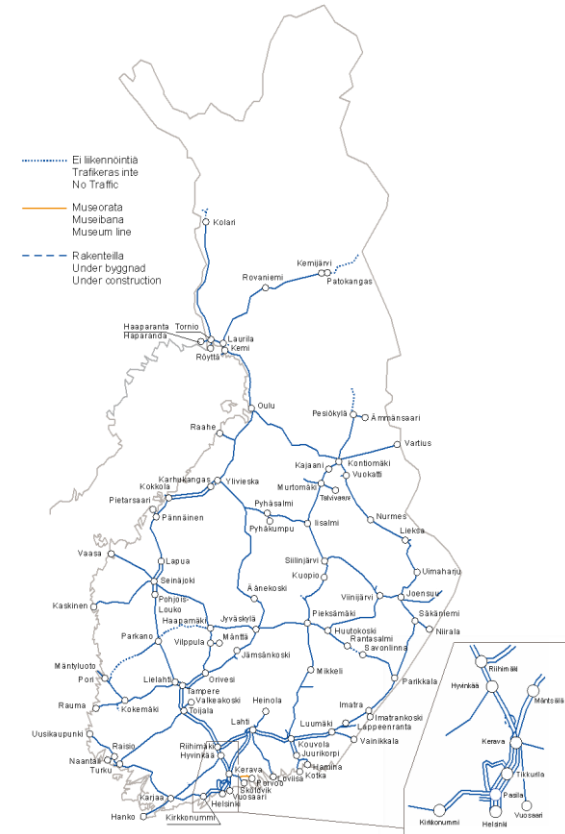 Ei liikennöintiä
Trafikeras inte
No Traffic
Museorata
Museibana
Museum line
Rakenteilla
Under byggnad
Under construction
Kolari
Kemijärvi
Rovaniemi
Patokangas
Haaparanta Tornio
Haparanda
Laurila
Kemi
Röyttä
Oulu
Pesiökylä
Ämmänsaari
Raahe
Vartius
Kontiomäki
Kajaani
Vuokatti
Karhukangas
Ylivieska
Murtomäki
Talvivaara
Kokkola
Pietarsaari
Pyhäsalmi
Pännäinen
Pyhäkumpu
Iisalmi
Nurmes
Lieksa
Vaasa
Lapua
Siilinjärvi
Seinäjoki
Kuopio
Uimaharju
Äänekoski
Viinijärvi
Joensuu
Kaskinen
Pohjois-
Louko
Haapamäki
Jyväskylä
Pieksämäki
Säkäniemi
Parkano
Vilppula
Mänttä
Huutokoski
Niirala
Rantasalmi
Savonlinna
Jämsänkoski
Mäntyluoto
Pori
Lielahti
Orivesi
Mikkeli
Parikkala
Tampere
Rauma
Kokemäki
Valkeakoski
Heinola
Imatra
Toijala
Imatrankoski
Uusikaupunki
Lahti
Luumäki
Lappeenranta
Raisio
Riihimäki
Kouvola
Vainikkala
Hyvinkää
Juurikorpi
Naantali
Turku
Kerava
Hamina
Porvoo
Loviisa
Kotka
Karjaa
Sköldvik
Vuosaari
Helsinki
Hanko
Kirkkonummi
Riihimäki
Hyvinkää
Mäntsälä
Kerava
Tikkurila
Pasila
Kirkkonummi
Helsinki
Vuosaari